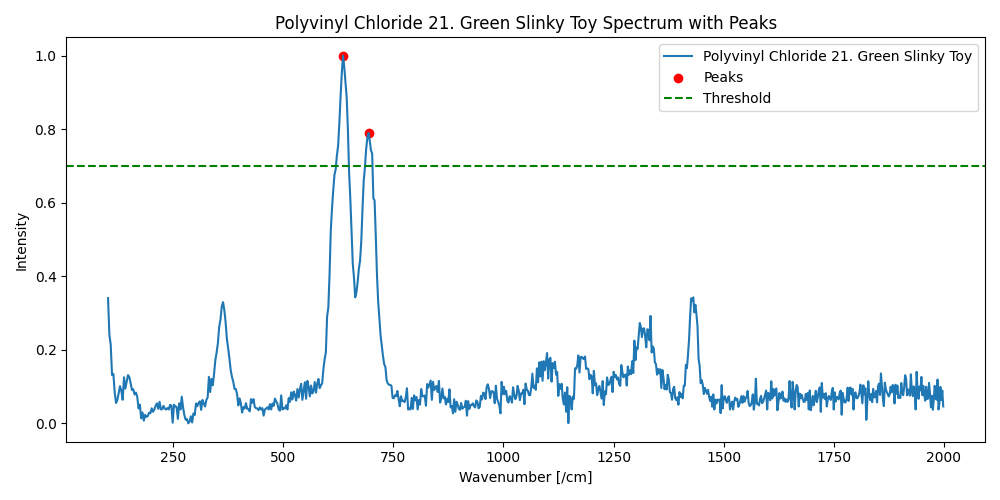 Polyvinyl Chloride 21. Green Slinky Toy Spectrum with Peaks
Polyvinyl Chloride 21. Green Slinky Toy
Peaks
Threshold
Intensity
1.0
0.8
0.6
0.4
0.2
0.0
250 500 750 1000 1250 1500 1750 2000
Wavenumber [/cm]